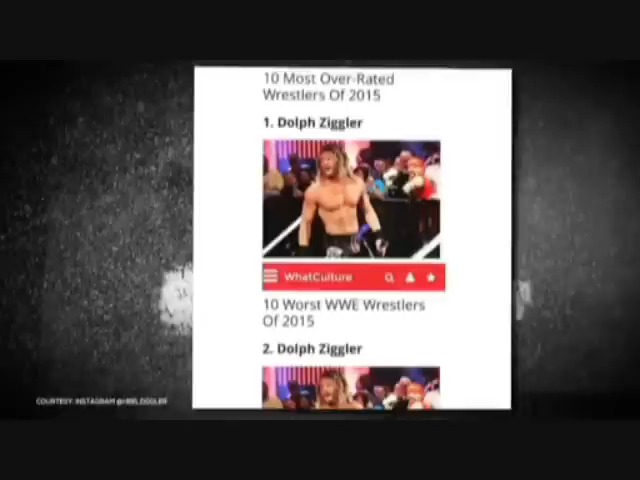 10 Most Over-Rated
Wrestlers Of 2015
1. Dolph Ziggler
WhatCulture
10 Worst WWE Wrestlers
Of 2015
2. Dolph Ziggler
COURTESY: INSTAGRAM